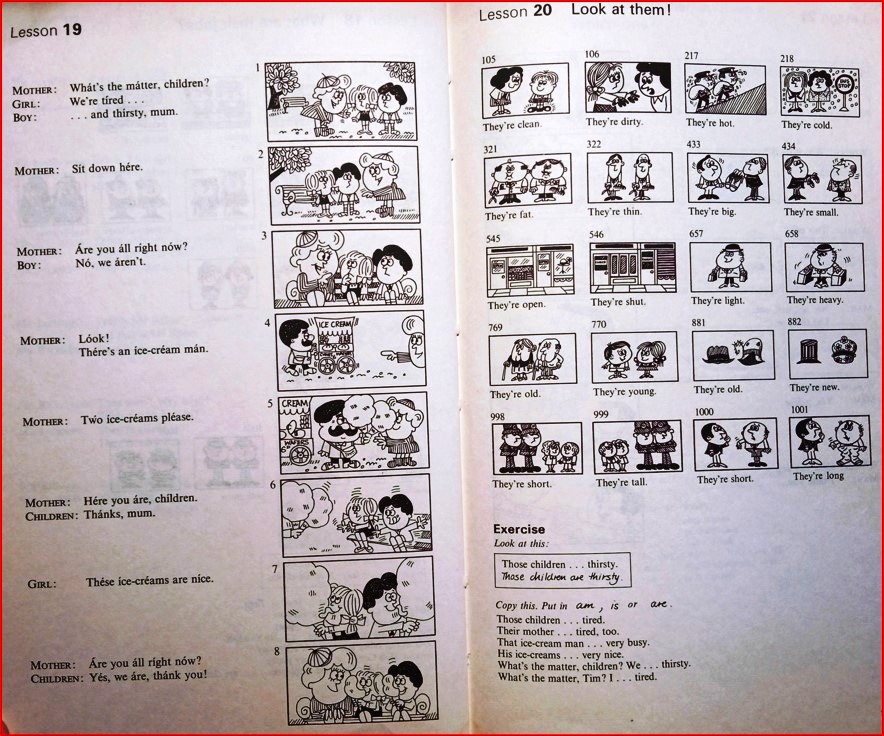 Lesson 19
1
MOTHER: Whát's the mátter, children?
GIRL: We're tíred . . .
BOY: . . . and thirsty, mum.
2
MOTHER: Sít down hére.
3
MOTHER: Áre you áll right now?
BOY: Nó, we áren't.
4
MOTHER: Lóok!
Thére's an ice-créam mán.
ICE CREAM
5
MOTHER: Two ice-créams pléase.
CREAM
WAFERS
6
MOTHER: Hére you áre, chíldren.
CHILDREN: Thánks, mum.
7
GIRL: Thése ice-créams are nice.
8
MOTHER: Áre you áll ríght nów?
CHILDREN: Yés, we áre, thánk you!
Lesson 20 Look at them!
105 106 217 218
BUS STOP
They're clean. They're dirty. They're hot. They're cold.
321 322 433 434
They're fat. They're thin. They're big. They're small.
545 546 657 658
They're open. They're shut. They're light. They're heavy.
769 770 881 882
They're old. They're young. They're old. They're new.
998 999 1000 1001
They're short. They're tall. They're short. They're long
Exercise
Look at this:
Those children . . . thirsty.
Those children are thirsty.
Copy this. Put in am, is or are.
Those children . . . tired.
Their mother . . . tired, too.
That ice-cream man . . . very busy.
His ice-creams . . . very nice.
What's the matter, children? We . . . thirsty.
What's the matter, Tim? I . . . tired.